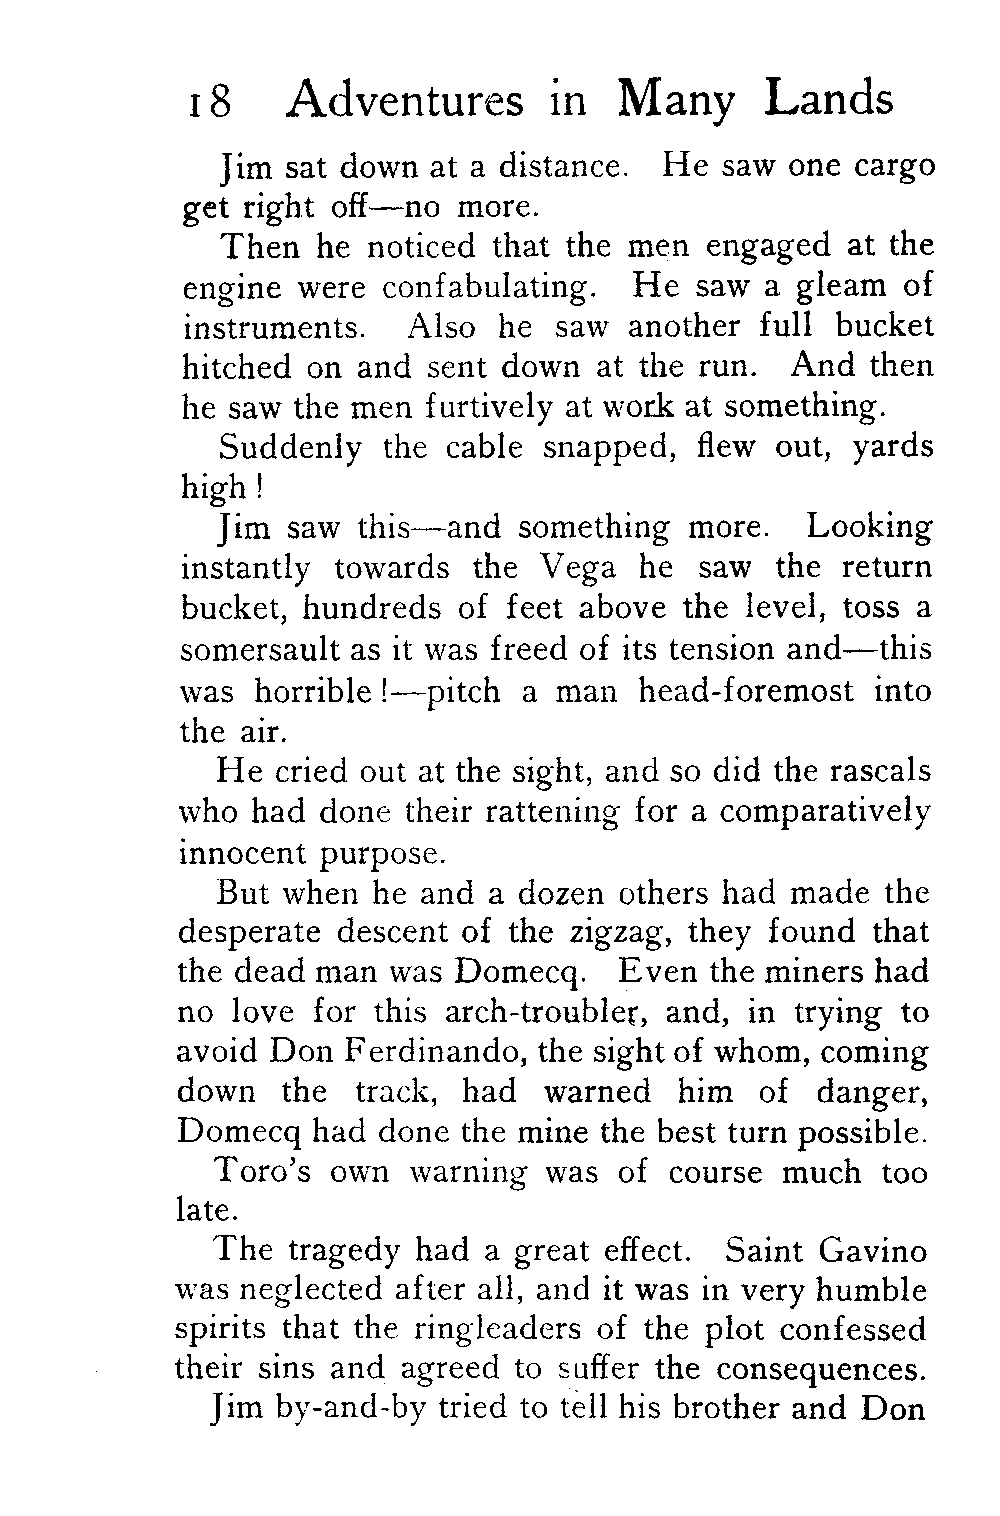 18 Adventures in Many Lands
Jim sat down at a distance. He saw one cargo
get right off—no more.
Then he noticed that the men engaged at the
engine were confabulating. He saw a gleam of
instruments. Also he saw another full bucket
hitched on and sent down at the run. And then
he saw the men furtively at work at something.
Suddenly the cable snapped, flew out, yards
high!
Jim saw this—and something more. Looking
instantly towards the Vega he saw the return
bucket, hundreds of feet above the level, toss a
somersault as it was freed of its tension and—this
was horrible!—pitch a man head-foremost into
the air.
He cried out at the sight, and so did the rascals
who had done their rattening for a comparatively
innocent purpose.
But when he and a dozen others had made the
desperate descent of the zigzag, they found that
the dead man was Domecq. Even the miners had
no love for this arch-troubler, and, in trying to
avoid Don Ferdinando, the sight of whom, coming
down the track, had warned him of danger,
Domecq had done the mine the best turn possible.
Toro's own warning was of course much too
late.
The tragedy had a great effect. Saint Gavino
was neglected after all, and it was in very humble
spirits that the ringleaders of the plot confessed
their sins and agreed to suffer the consequences.
Jim by-and-by tried to tell his brother and Don